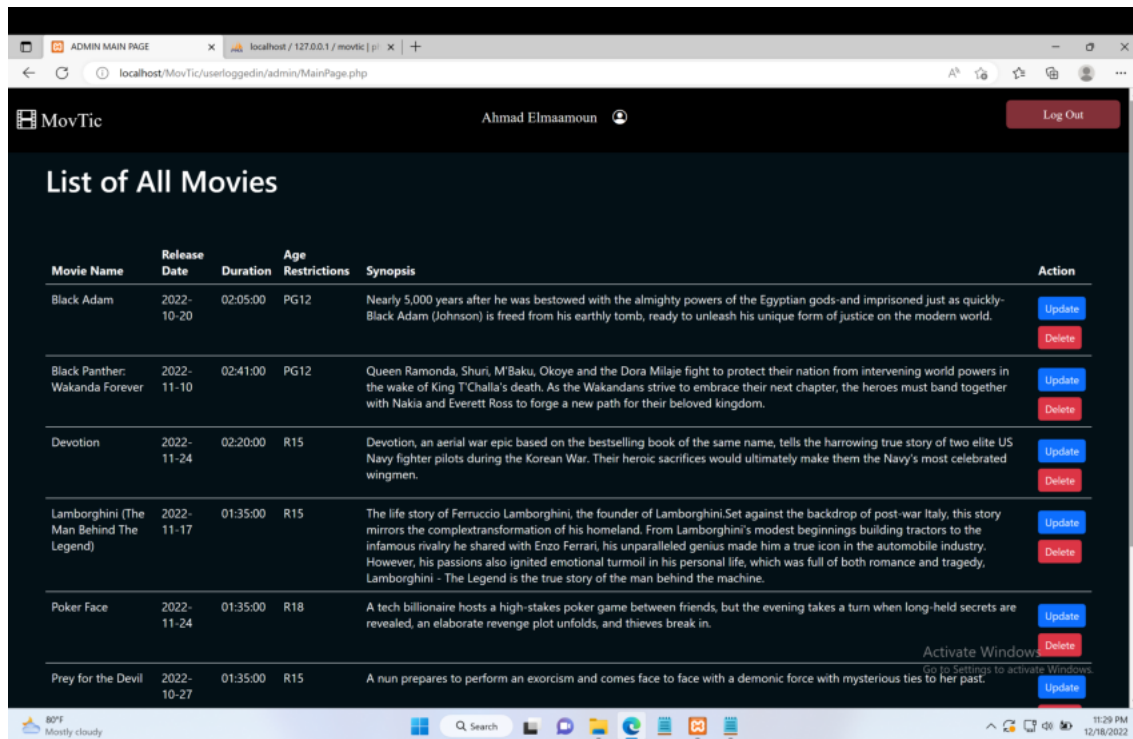 ADMIN MAIN PAGE
localhost / 127.0.0.1 / movtic | pl
localhost/MovTic/userloggedin/admin/MainPage.php
MovTic
Ahmad Elmaamoun
Log Out
List of All Movies
Movie Name Release Date Duration Age Restrictions Synopsis Action
Black Adam 2022- 02:05:00 PG12 Nearly 5,000 years after he was bestowed with the almighty powers of the Egyptian gods-and imprisoned just as quickly- Update
10-20 Black Adam (Johnson) is freed from his earthly tomb, ready to unleash his unique form of justice on the modern world.
Delete
Black Panther: 2022- 02:41:00 PG12 Queen Ramonda, Shuri, M'Baku, Okoye and the Dora Milaje fight to protect their nation from intervening world powers in Update
Wakanda Forever 11-10 the wake of King T'Challa's death. As the Wakandans strive to embrace their next chapter, the heroes must band together
with Nakia and Everett Ross to forge a new path for their beloved kingdom. Delete
Devotion 2022- 02:20:00 R15 Devotion, an aerial war epic based on the bestselling book of the same name, tells the harrowing true story of two elite US Update
11-24 Navy fighter pilots during the Korean War. Their heroic sacrifices would ultimately make them the Navy's most celebrated
wingmen. Delete
Lamborghini (The 2022- 01:35:00 R15 The life story of Ferruccio Lamborghini, the founder of Lamborghini.Set against the backdrop of post-war Italy, this story Update
Man Behind The 11-17 mirrors the complextransformation of his homeland. From Lamborghini's modest beginnings building tractors to the
Legend) infamous rivalry he shared with Enzo Ferrari, his unparalleled genius made him a true icon in the automobile industry. Delete
However, his passions also ignited emotional turmoil in his personal life, which was full of both romance and tragedy,
Lamborghini - The Legend is the true story of the man behind the machine.
Poker Face 2022- 01:35:00 R18 A tech billionaire hosts a high-stakes poker game between friends, but the evening takes a turn when long-held secrets are Update
11-24 revealed, an elaborate revenge plot unfolds, and thieves break in.
Delete
Activate Windows
Go to Settings to activate Windows.
Prey for the Devil 2022- 01:35:00 R15 A nun prepares to perform an exorcism and comes face to face with a demonic force with mysterious ties to her past. Update
10-27
80°F
Mostly cloudy
Search
11:29 PM
12/18/2022